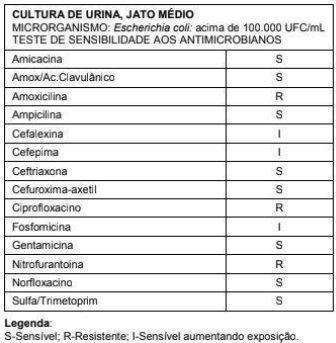 CULTURA DE URINA, JATO MÉDIO
MICRORGANISMO: Escherichia coli: acima de 100.000 UFC/mL
TESTE DE SENSIBILIDADE AOS ANTIMICROBIANOS
Amicacina S
Amox/Ac.Clavulânico S
Amoxicilina R
Ampicilina S
Cefalexina I
Cefepima I
Ceftriaxona S
Cefuroxima-axetil S
Ciprofloxacino R
Fosfomicina I
Gentamicina S
Nitrofurantoina R
Norfloxacino S
Sulfa/Trimetoprim S
Legenda:
S-Sensível; R-Resistente; I-Sensível aumentando exposição.